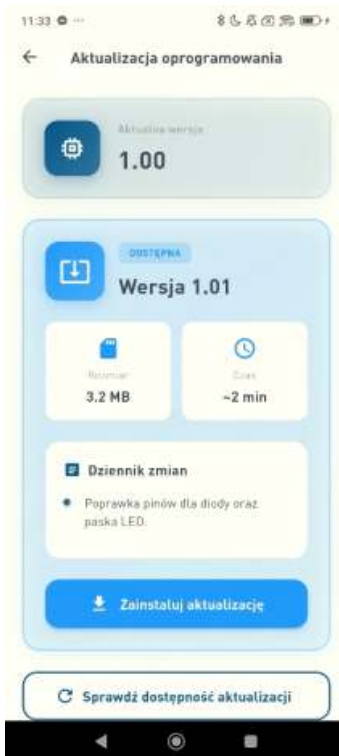 11:33
Aktualizacja oprogramowania
Aktualna wersja
1.00
DOSTĘPNA
Wersja 1.01
Rozmiar
Czas
3.2 MB
~2 min
Dziennik zmian
Poprawka pinów dla diody oraz
paska LED.
Zainstaluj aktualizację
Sprawdź dostępność aktualizacji